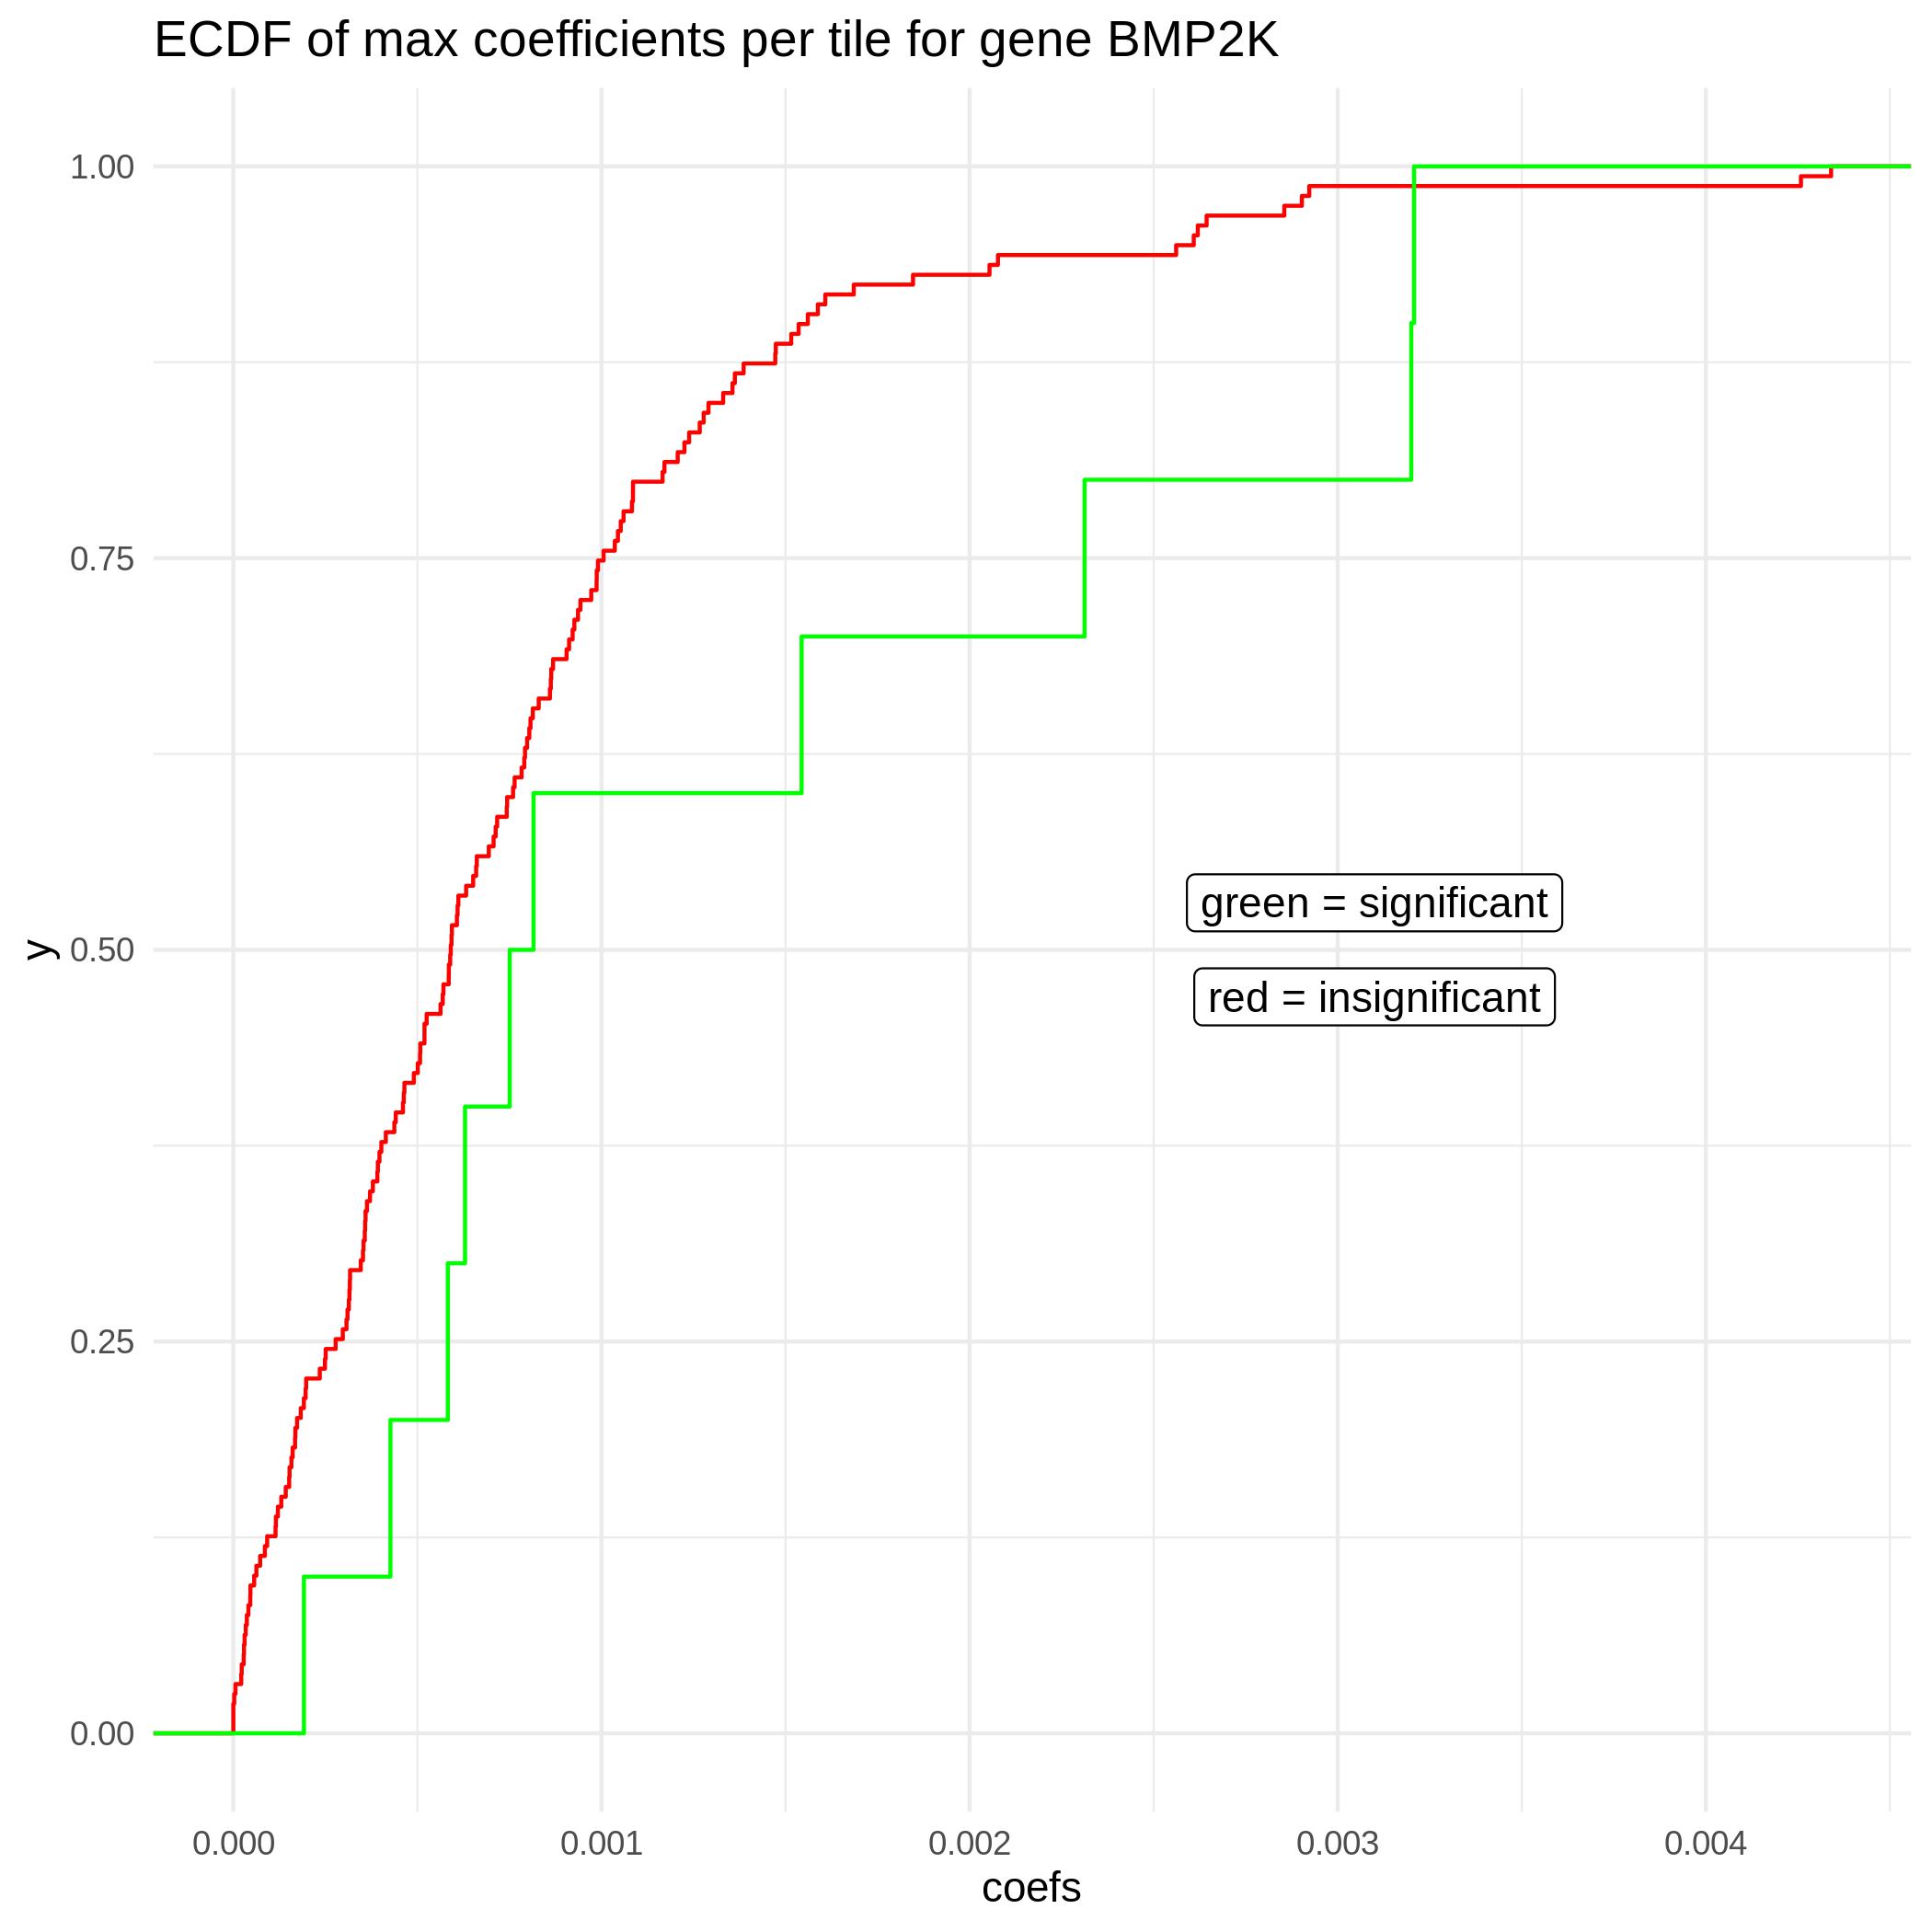 ECDF of max coefficients per tile for gene BMP2K
1.00
0.75
0.50
0.25
0.00
y
green = significant
red = insignificant
0.000 0.001 0.002 0.003 0.004
coefs